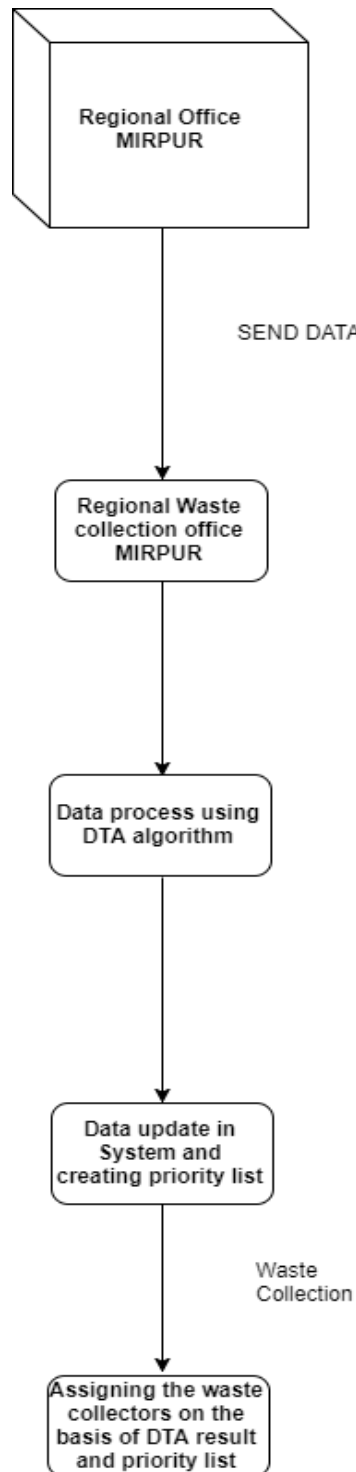 Regional Office
MIRPUR
SEND DATA
Regional Waste
collection office
MIRPUR
Data process using
DTA algorithm
Data update in
System and
creating priority list
Waste
Collection
Assigning the waste
collectors on the
basis of DTA result
and priority list